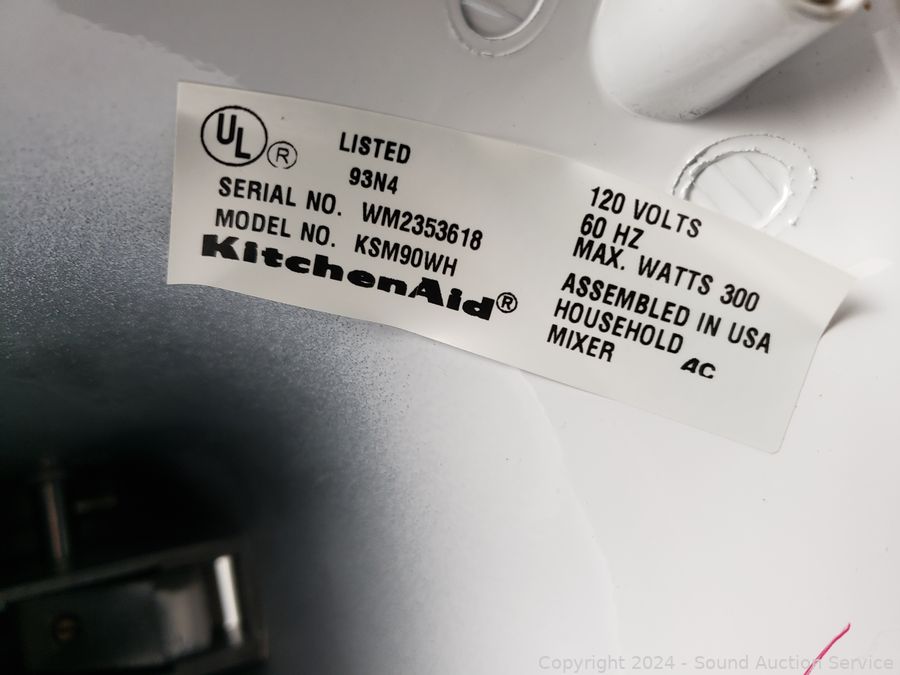 UL ® LISTED
93N4
SERIAL NO. WM2353618
MODEL NO. KSM90WH
KitchenAid®
120 VOLTS
60 HZ
MAX. WATTS 300
ASSEMBLED IN USA
HOUSEHOLD
MIXER AC
Copyright 2024 - Sound Auction Service